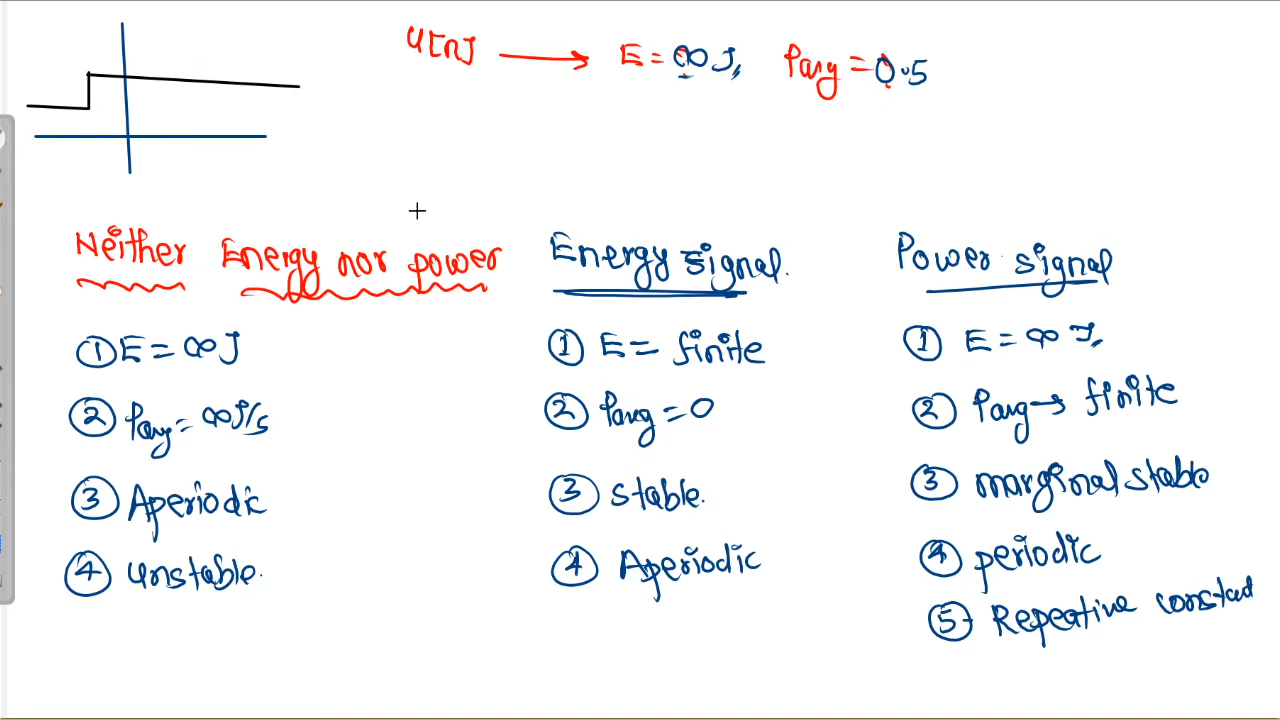 u[n] → E = ∞ J, Pavg = 0.5
Neither Energy nor power
① E = ∞ J
② Pavg = ∞ J/s
③ Aperiodic
④ unstable.
Energy signal.
① E = finite
② Pavg = 0
③ stable.
④ Aperiodic
Power signal
① E = ∞ J,
② Pavg → finite
③ marginal stable
④ periodic
⑤ Repeative constant